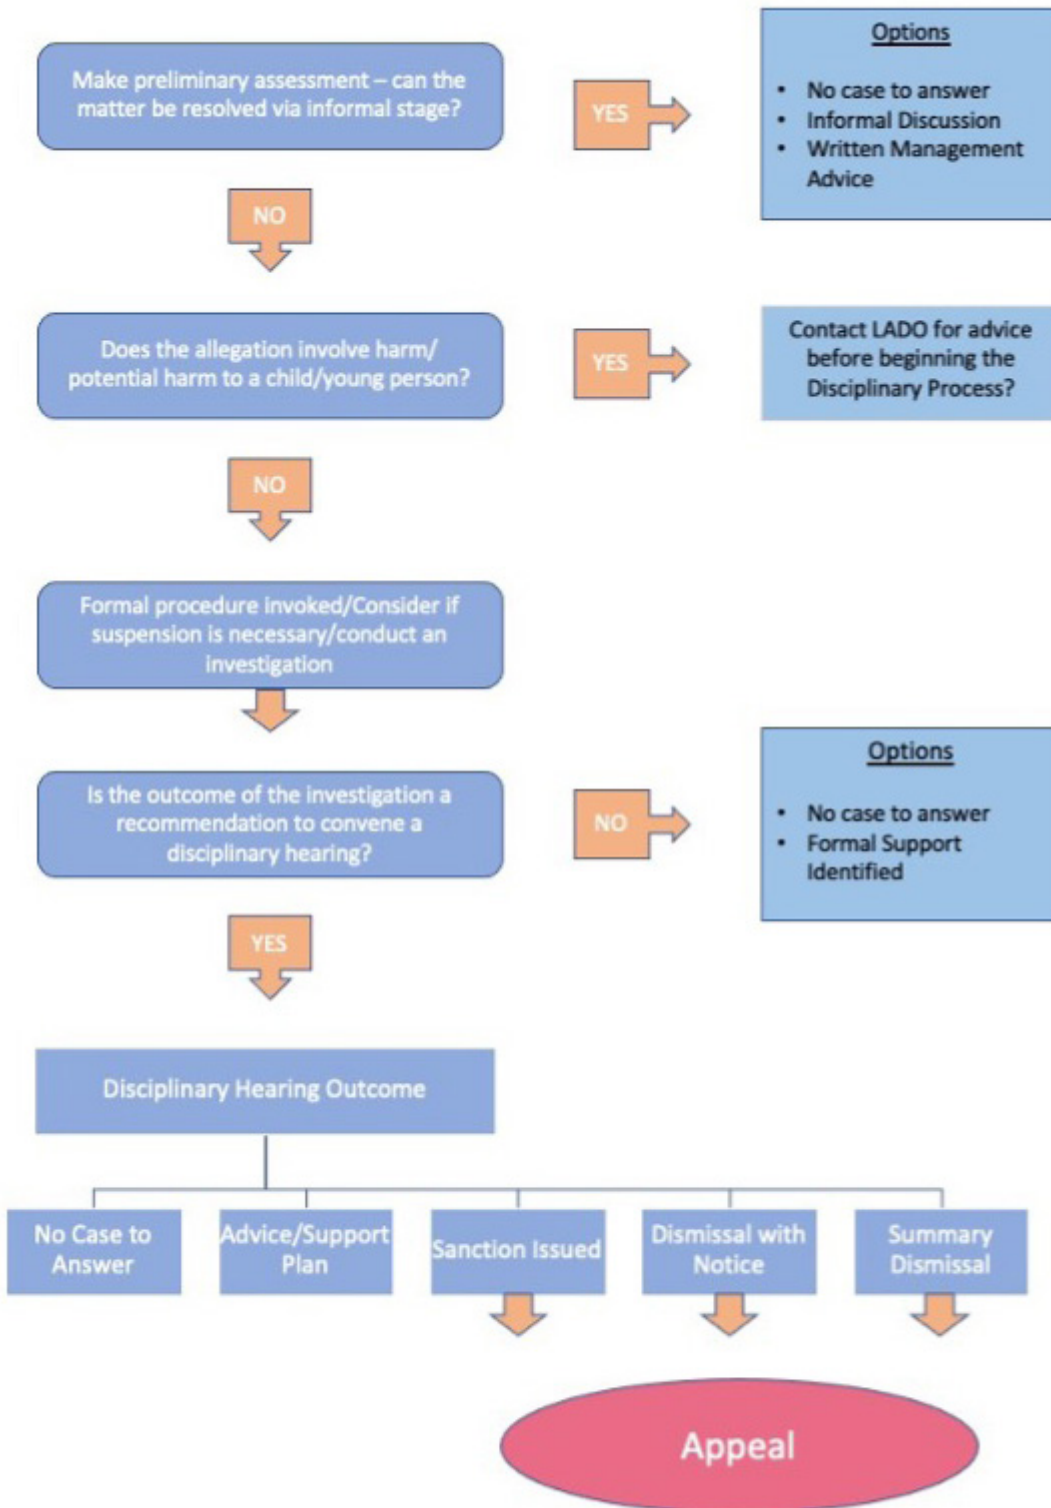 Make preliminary assessment – can the
matter be resolved via informal stage?
YES
Options
• No case to answer
• Informal Discussion
• Written Management
Advice
NO
Does the allegation involve harm/
potential harm to a child/young person?
YES
Contact LADO for advice
before beginning the
Disciplinary Process?
NO
Formal procedure invoked/Consider if
suspension is necessary/conduct an
investigation
Is the outcome of the investigation a
recommendation to convene a
disciplinary hearing?
NO
Options
• No case to answer
• Formal Support
Identified
YES
Disciplinary Hearing Outcome
No Case to
Answer
Advice/Support
Plan
Sanction Issued
Dismissal with
Notice
Summary
Dismissal
Appeal